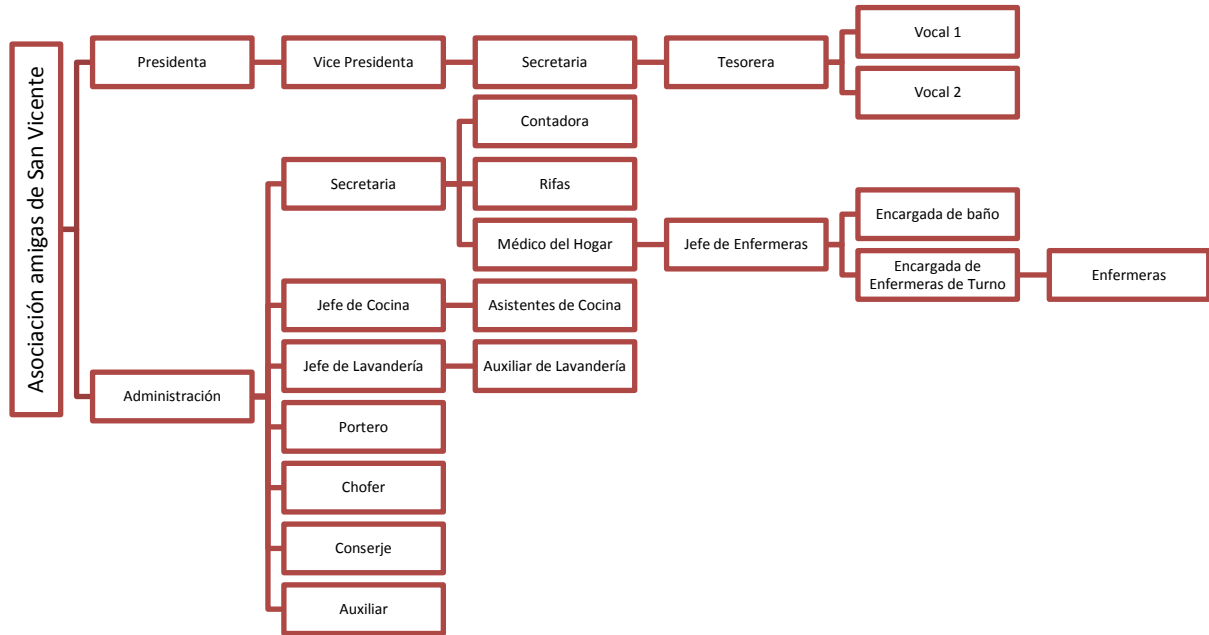 Asociación amigas de San Vicente
Presidenta
Vice Presidenta
Secretaria
Tesorera
Vocal 1
Vocal 2
Administración
Secretaria
Contadora
Rifas
Médico del Hogar
Jefe de Enfermeras
Encargada de baño
Encargada de
Enfermeras de Turno
Enfermeras
Jefe de Cocina
Asistentes de Cocina
Jefe de Lavandería
Auxiliar de Lavandería
Portero
Chofer
Conserje
Auxiliar